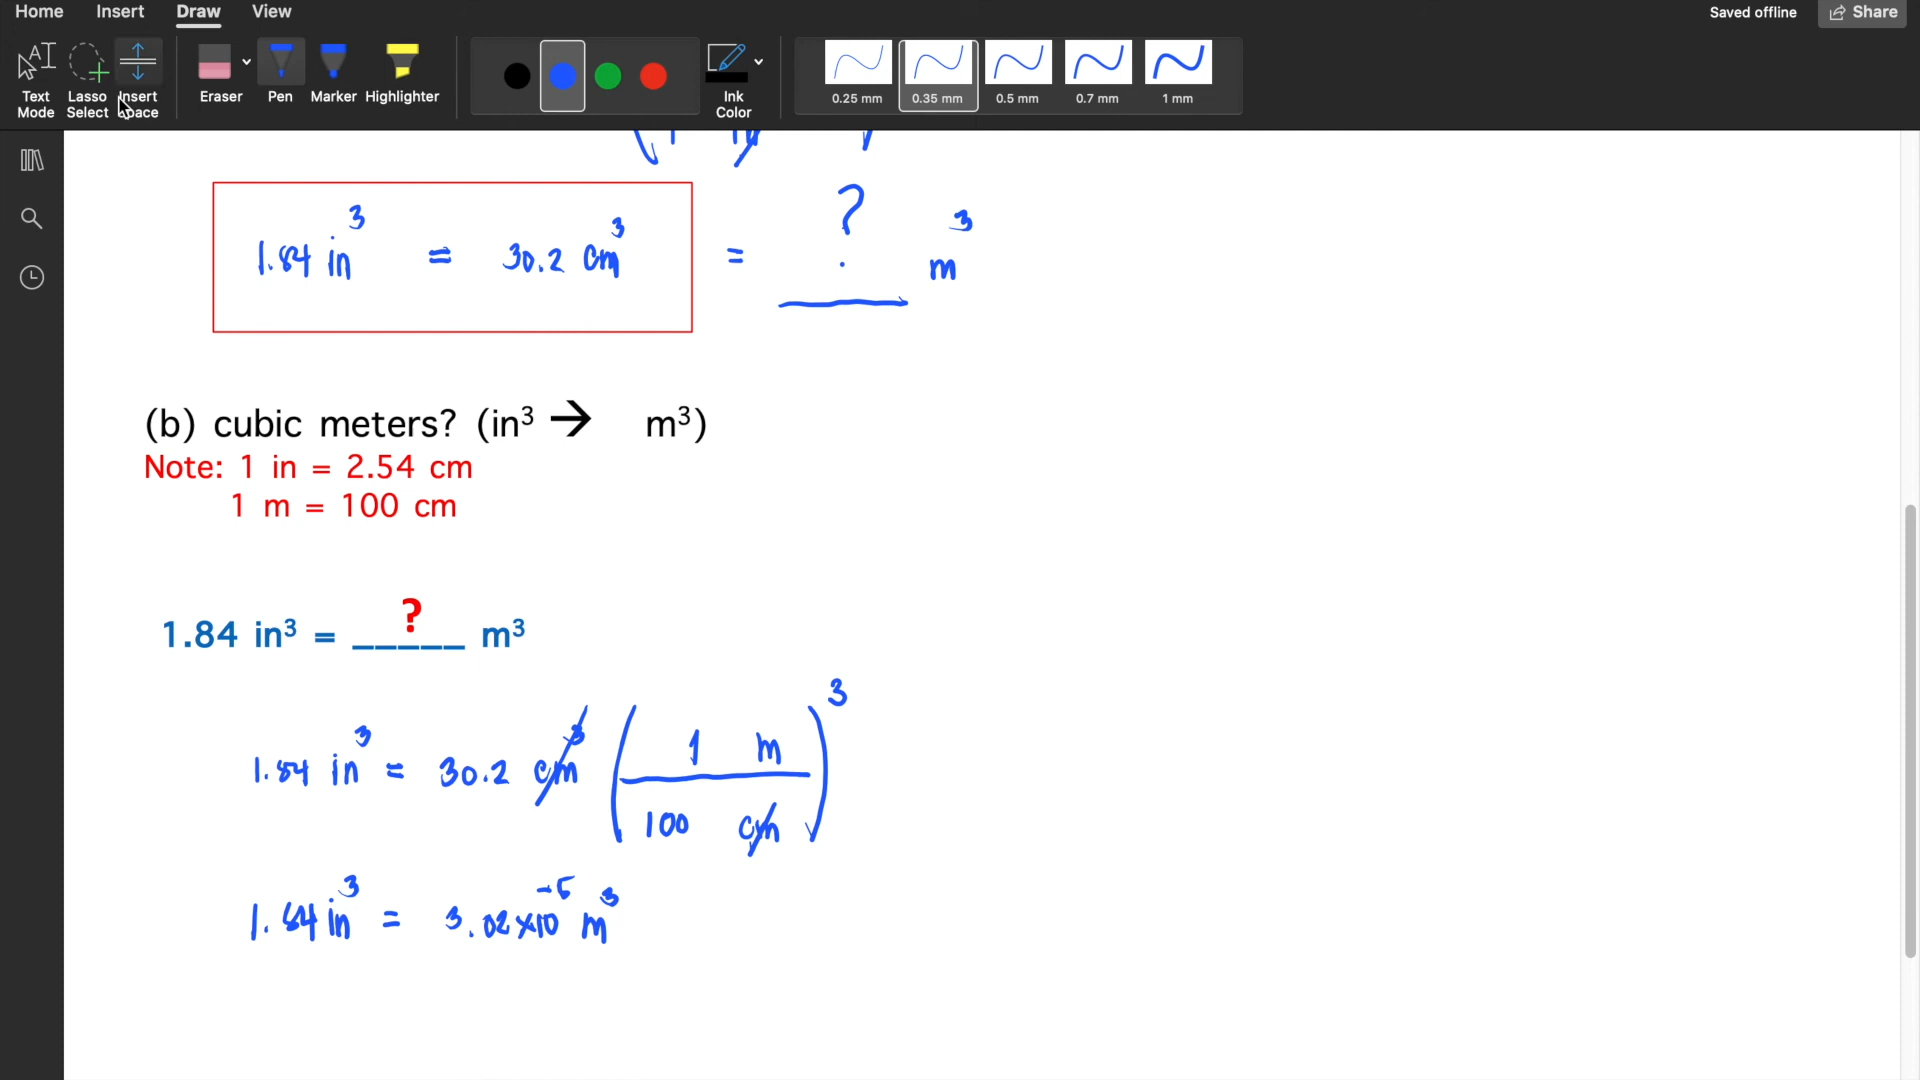 Home Insert Draw View Saved offline Share
Text Mode Lasso Select Insert Space Eraser Pen Marker Highlighter Ink Color 0.25 mm 0.35 mm 0.5 mm 0.7 mm 1 mm
1.84 in³ = 30.2 cm³ = ? m³
(b) cubic meters? (in³ → m³)
Note: 1 in = 2.54 cm
1 m = 100 cm
1.84 in³ = __?__ m³
1.84 in³ = 30.2 cm³ (1 m / 100 cm)³
1.84 in³ = 3.02×10⁻⁵ m³